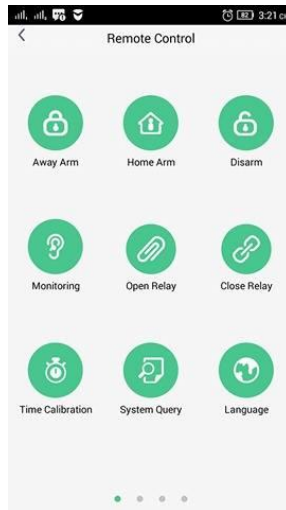 82 3:21
Remote Control
Away Arm Home Arm Disarm
Monitoring Open Relay Close Relay
Time Calibration System Query Language